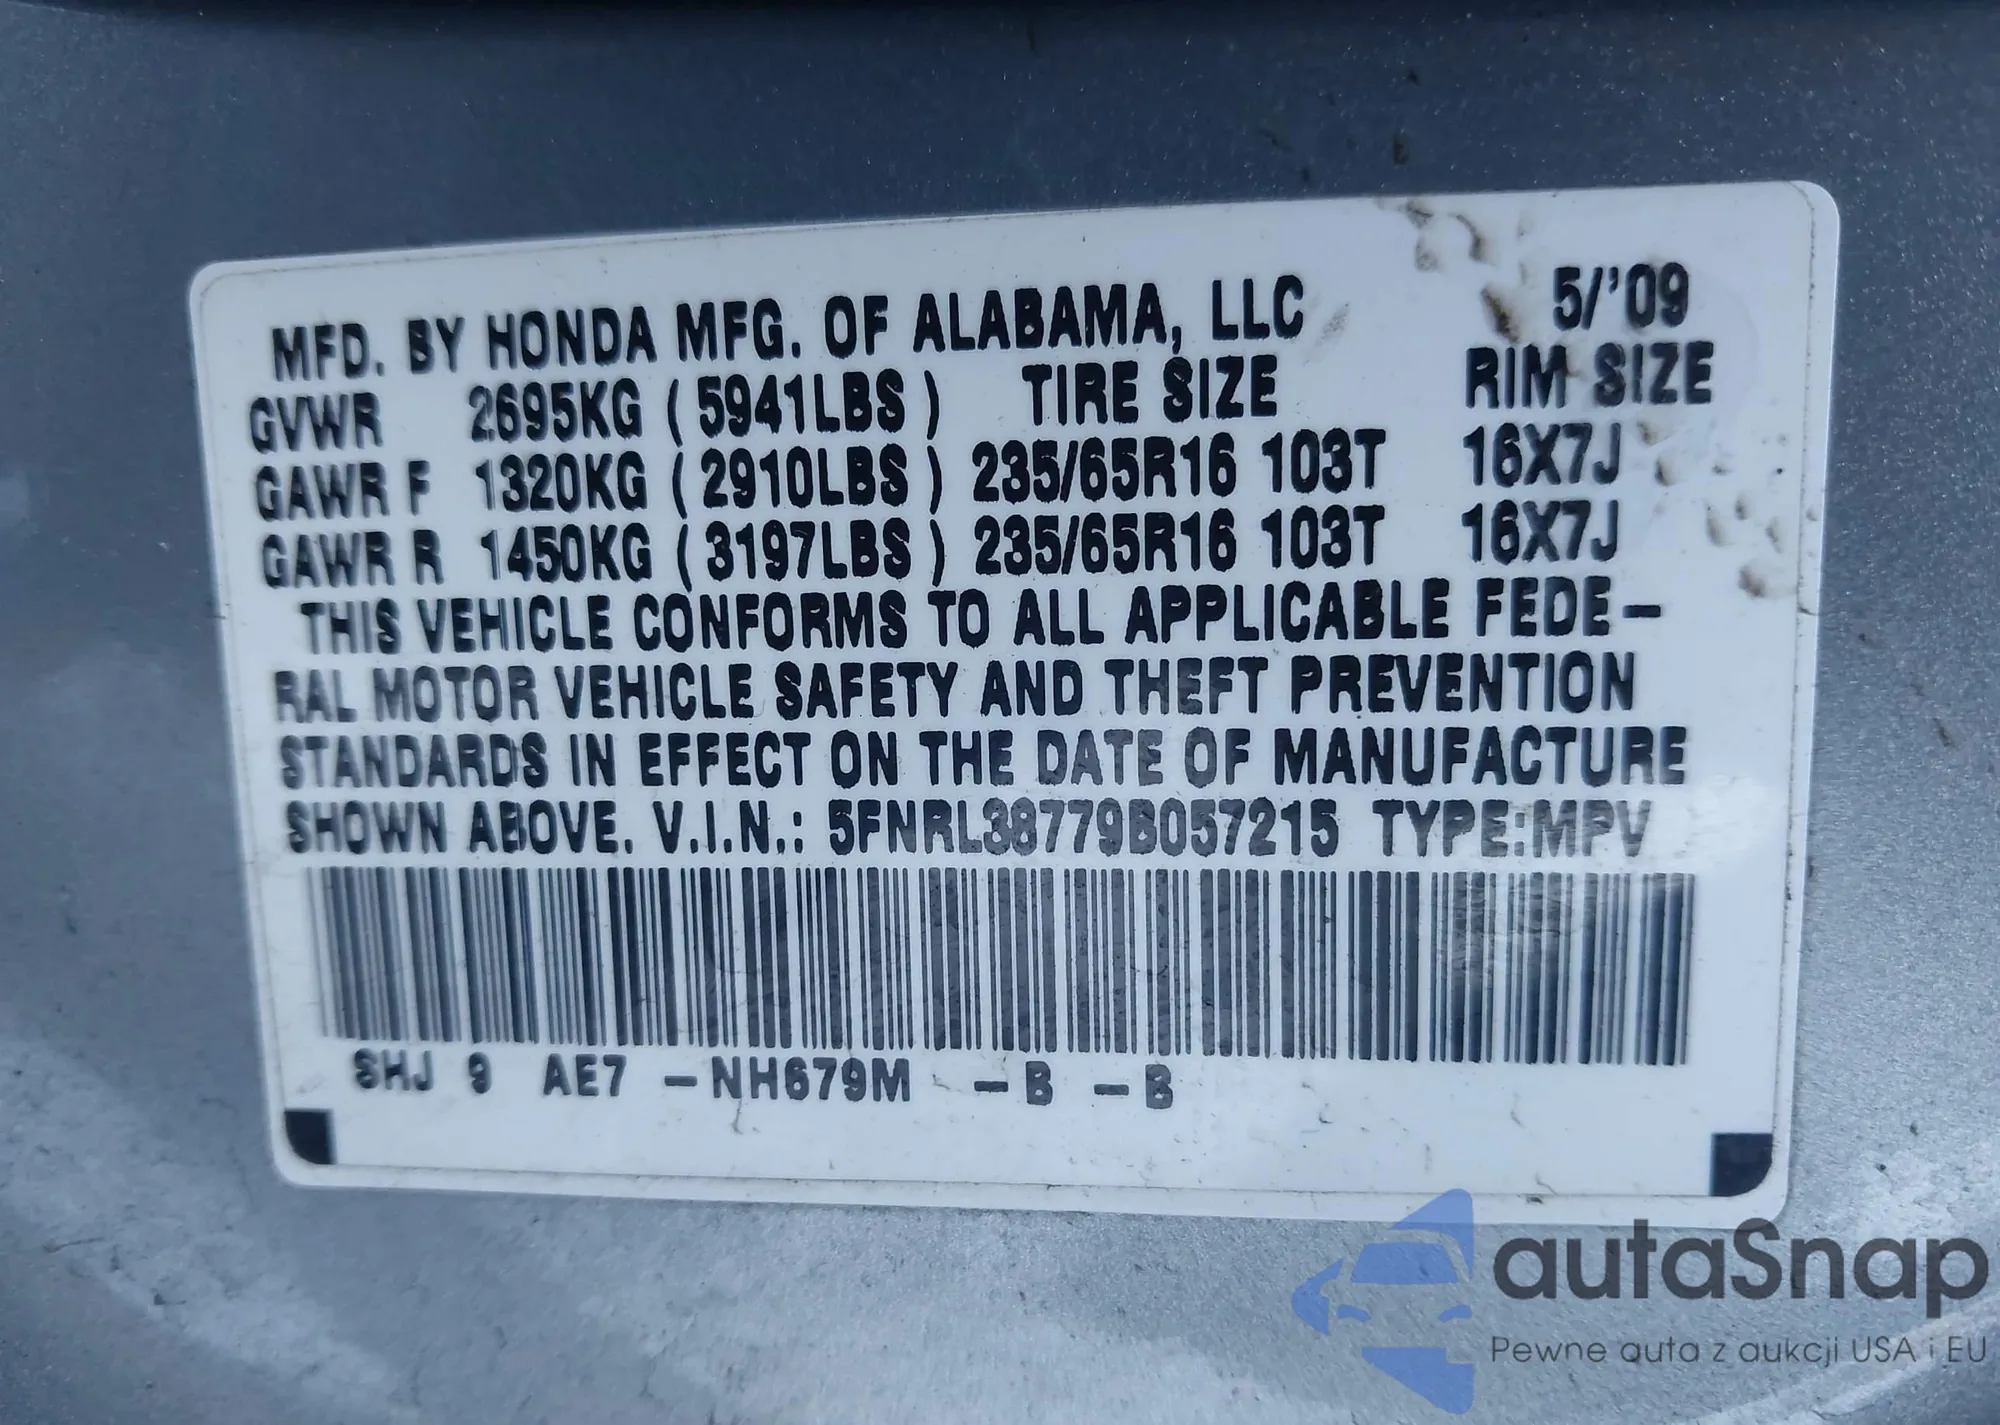 MFD. BY HONDA MFG. OF ALABAMA, LLC 5/'09
GVWR 2695KG ( 5941LBS ) TIRE SIZE RIM SIZE
GAWR F 1320KG ( 2910LBS ) 235/65R16 103T 16X7J
GAWR R 1450KG ( 3197LBS ) 235/65R16 103T 16X7J
THIS VEHICLE CONFORMS TO ALL APPLICABLE FEDE-
RAL MOTOR VEHICLE SAFETY AND THEFT PREVENTION
STANDARDS IN EFFECT ON THE DATE OF MANUFACTURE
SHOWN ABOVE. V.I.N.: 5FNRL38779B057215 TYPE:MPV
SHJ 9 AE7 -NH679M -B -B
autaSnap
Pewne auta z aukcji USA i EU